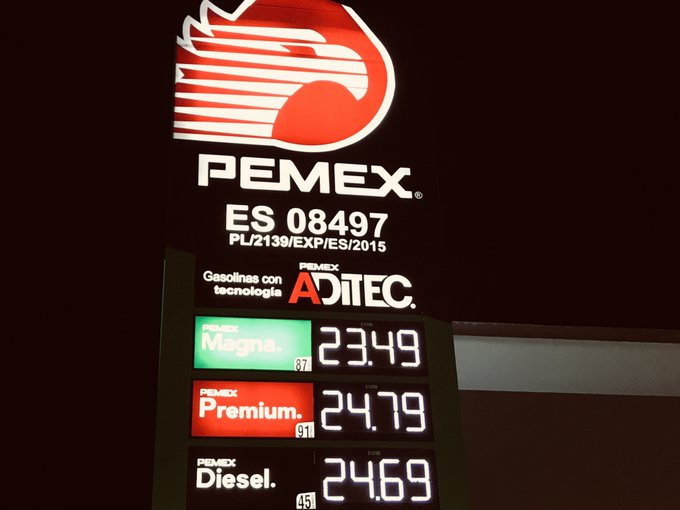 PEMEX®
ES 08497
PL/2139/EXP/ES/2015
Gasolinas con tecnología
PEMEX
ADiTEC.
PEMEX
Magna.
87
23.49
PEMEX
Premium.
91
24.79
PEMEX
Diesel.
45
24.69